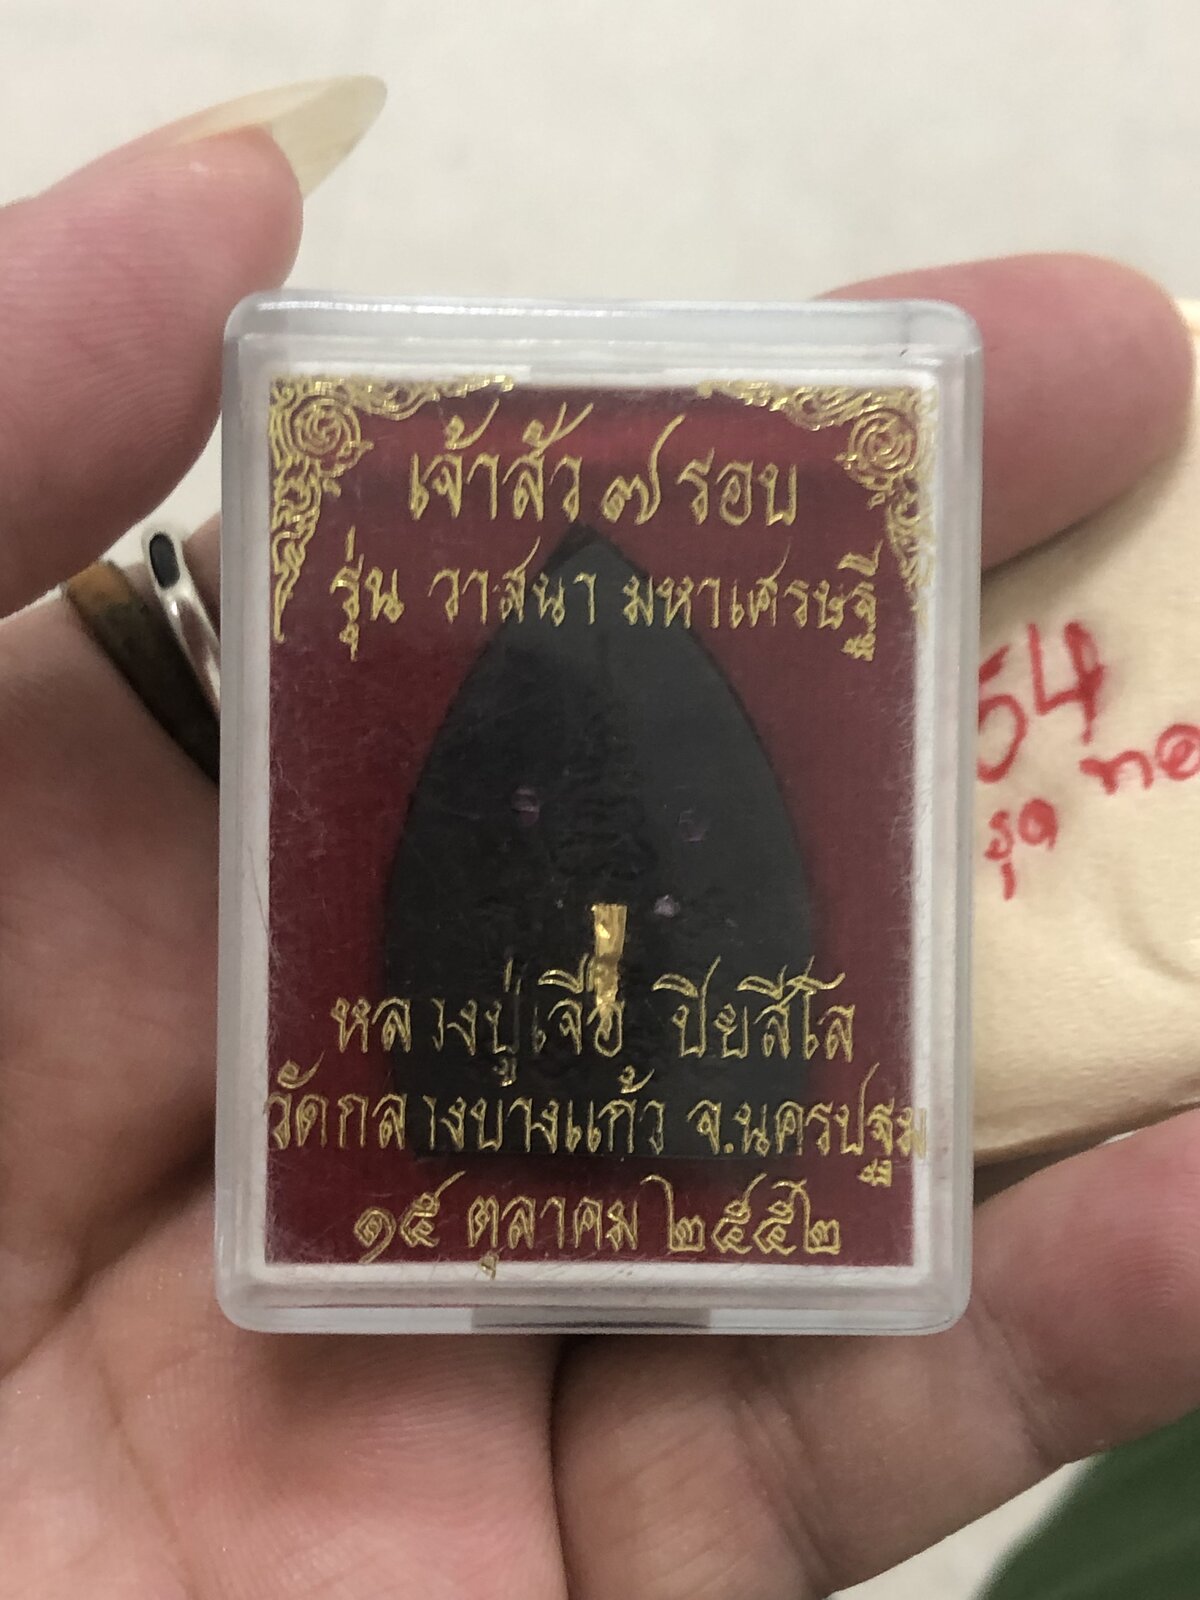 เจ้าสัว ๗ รอบ
รุ่น วาสนา มหาเศรษฐี
หลวงปู่เจือ ปิยสีโล
วัดกลางบางแก้ว จ.นครปฐม
๑๕ ตุลาคม ๒๕๕๒
54